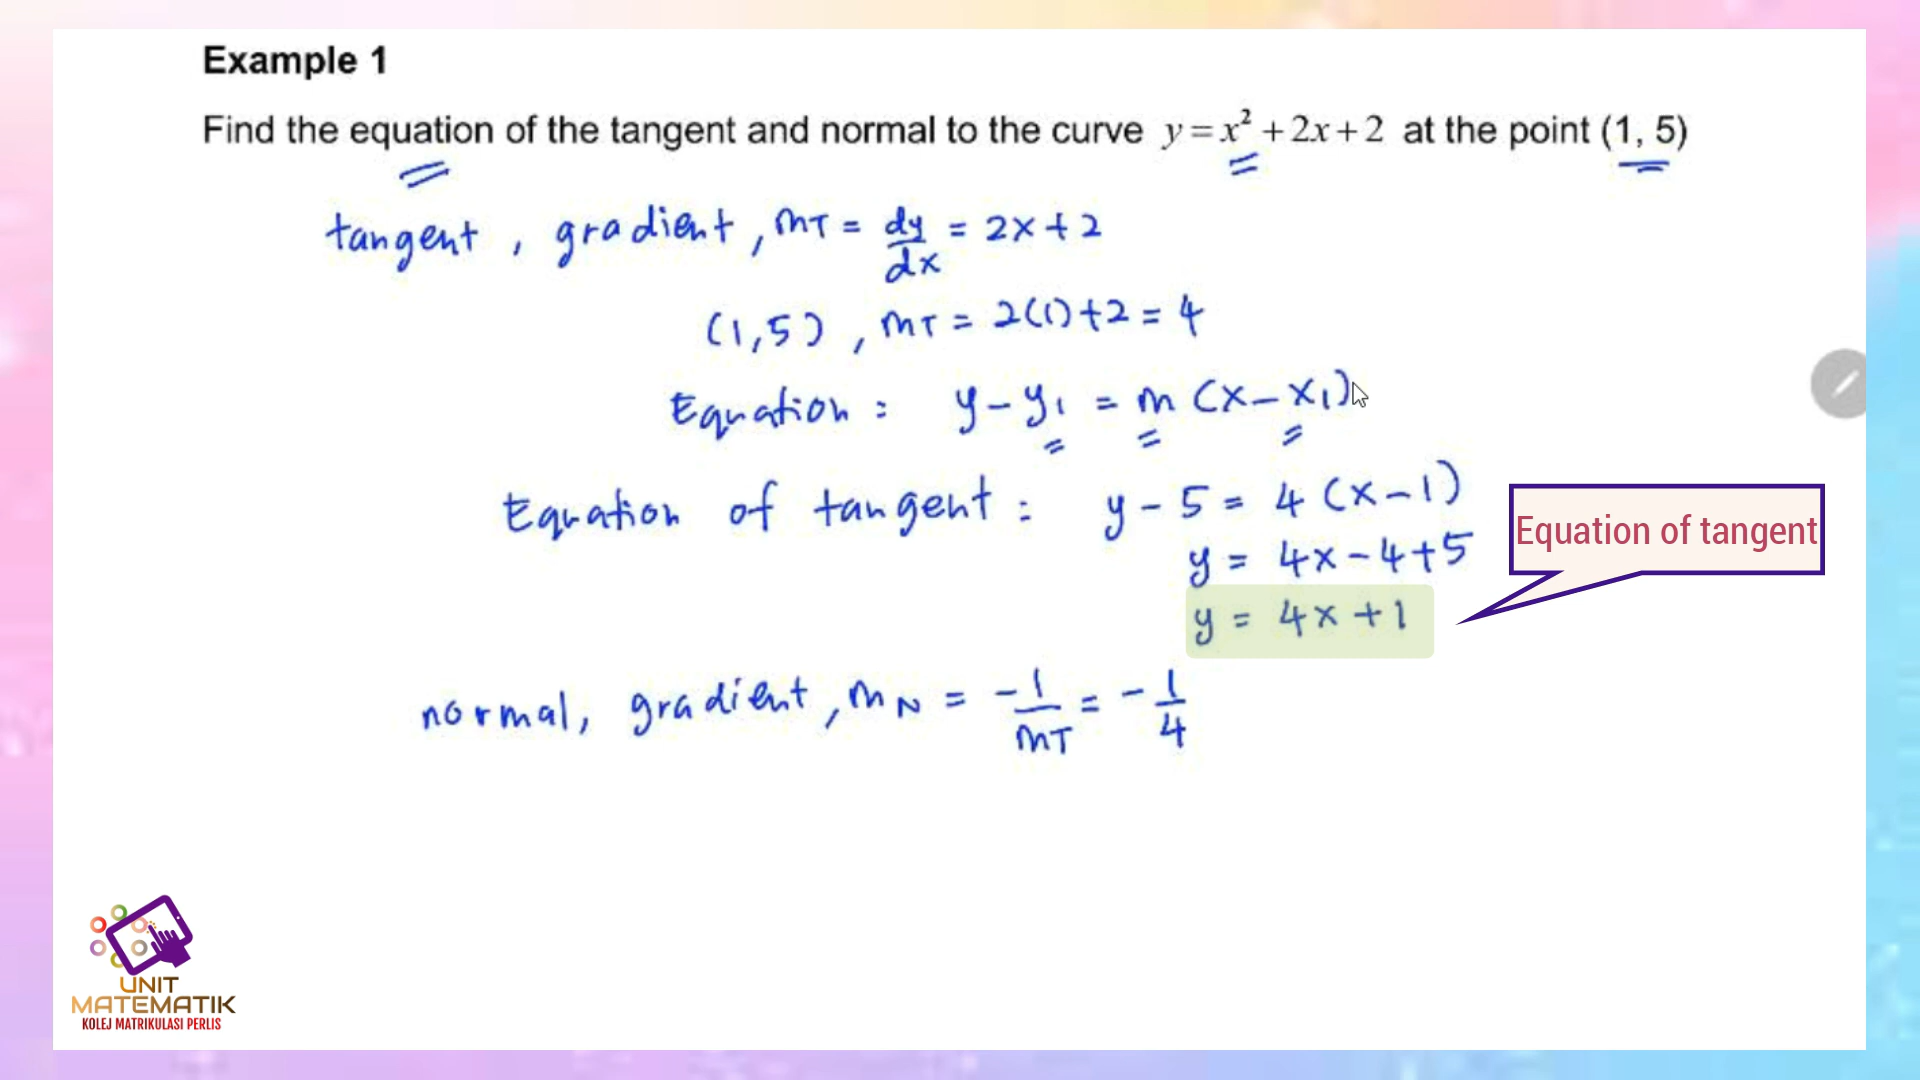 Example 1
Find the equation of the tangent and normal to the curve y = x² + 2x + 2 at the point (1, 5)
tangent, gradient, mT = dy/dx = 2x + 2
(1,5), mT = 2(1)+2 = 4
Equation : y - y₁ = m (x - x₁)
Equation of tangent : y - 5 = 4 (x - 1)
y = 4x - 4 + 5
y = 4x + 1
Equation of tangent
normal, gradient, mN = -1/mT = -1/4
UNIT
MATEMATIK
KOLEJ MATRIKULASI PERLIS